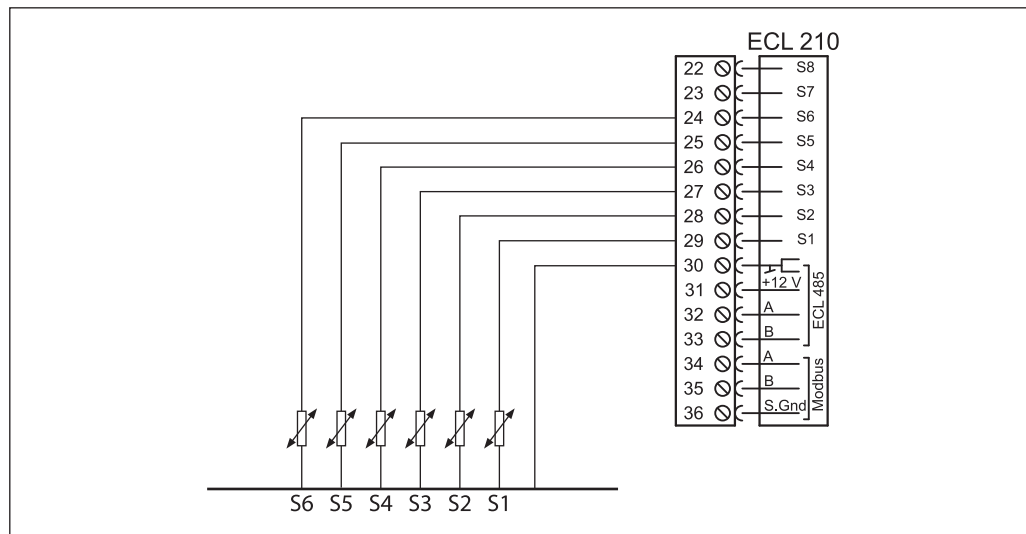 ECL 210
22 S8
23 S7
24 S6
25 S5
26 S4
27 S3
28 S2
29 S1
30
31 +12 V
32 A
33 B
ECL 485
34 A
35 B
36 S.Gnd
Modbus
S6 S5 S4 S3 S2 S1